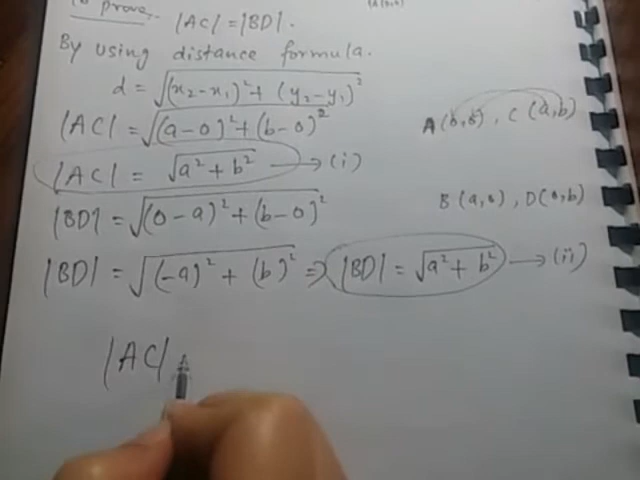 To prove. |AC| = |BD|.
By using distance formula.
d = √(x₂-x₁)² + (y₂-y₁)²
|AC| = √(a-0)² + (b-0)²
A(0,0), C(a,b)
|AC| = √a² + b² → (i)
|BD| = √(0-a)² + (b-0)²
B(a,0), D(0,b)
|BD| = √(-a)² + (b)² ⇒ |BD| = √a² + b² → (ii)
|AC|